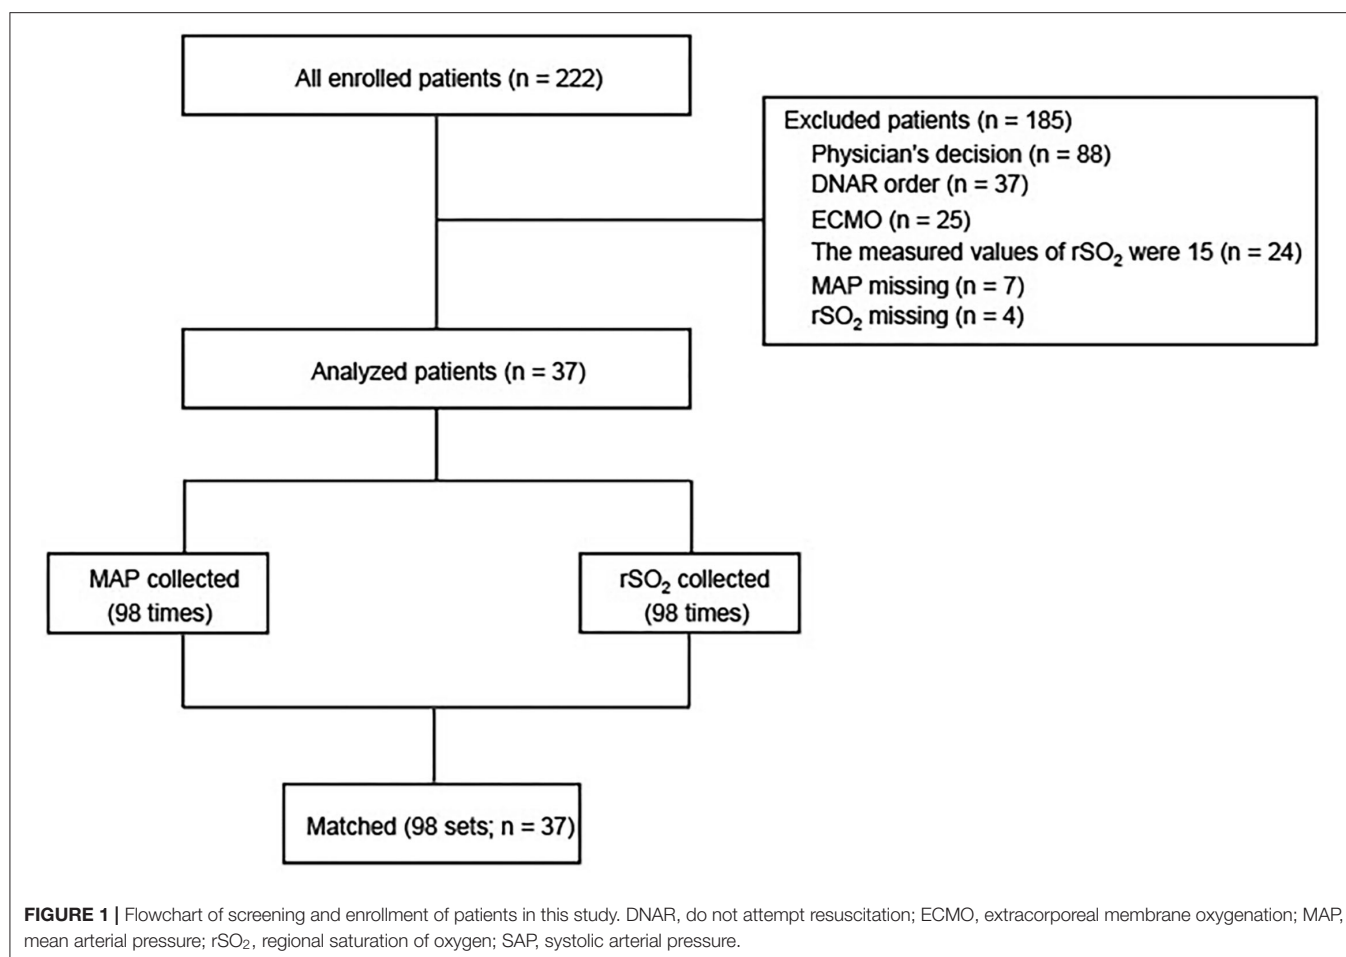 All enrolled patients (n = 222)
Excluded patients (n = 185)
Physician's decision (n = 88)
DNAR order (n = 37)
ECMO (n = 25)
The measured values of rSO₂ were 15 (n = 24)
MAP missing (n = 7)
rSO₂ missing (n = 4)
Analyzed patients (n = 37)
MAP collected
(98 times)
rSO₂ collected
(98 times)
Matched (98 sets; n = 37)
FIGURE 1 | Flowchart of screening and enrollment of patients in this study. DNAR, do not attempt resuscitation; ECMO, extracorporeal membrane oxygenation; MAP,
mean arterial pressure; rSO₂, regional saturation of oxygen; SAP, systolic arterial pressure.